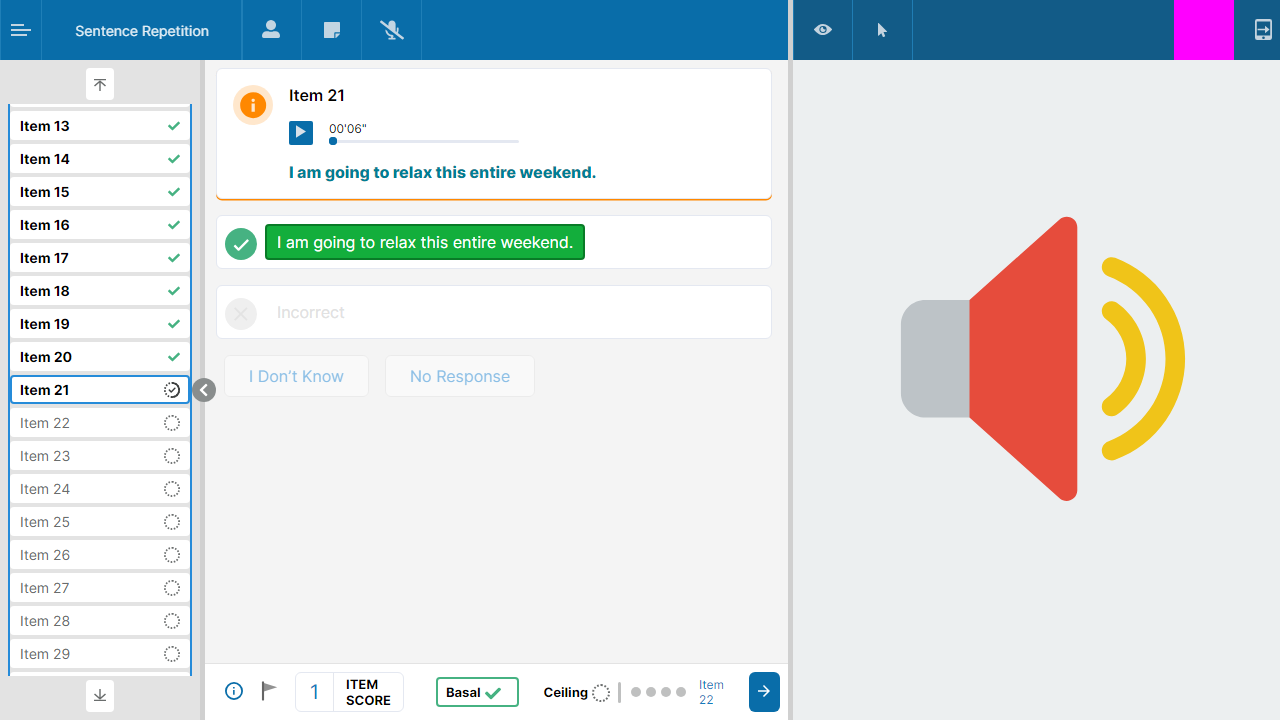 Sentence Repetition
Item 13
Item 14
Item 15
Item 16
Item 17
Item 18
Item 19
Item 20
Item 21
Item 22
Item 23
Item 24
Item 25
Item 26
Item 27
Item 28
Item 29
Item 21
00'06"
I am going to relax this entire weekend.
I am going to relax this entire weekend.
Incorrect
I Don't Know
No Response
1
ITEM
SCORE
Basal
Ceiling
Item
22